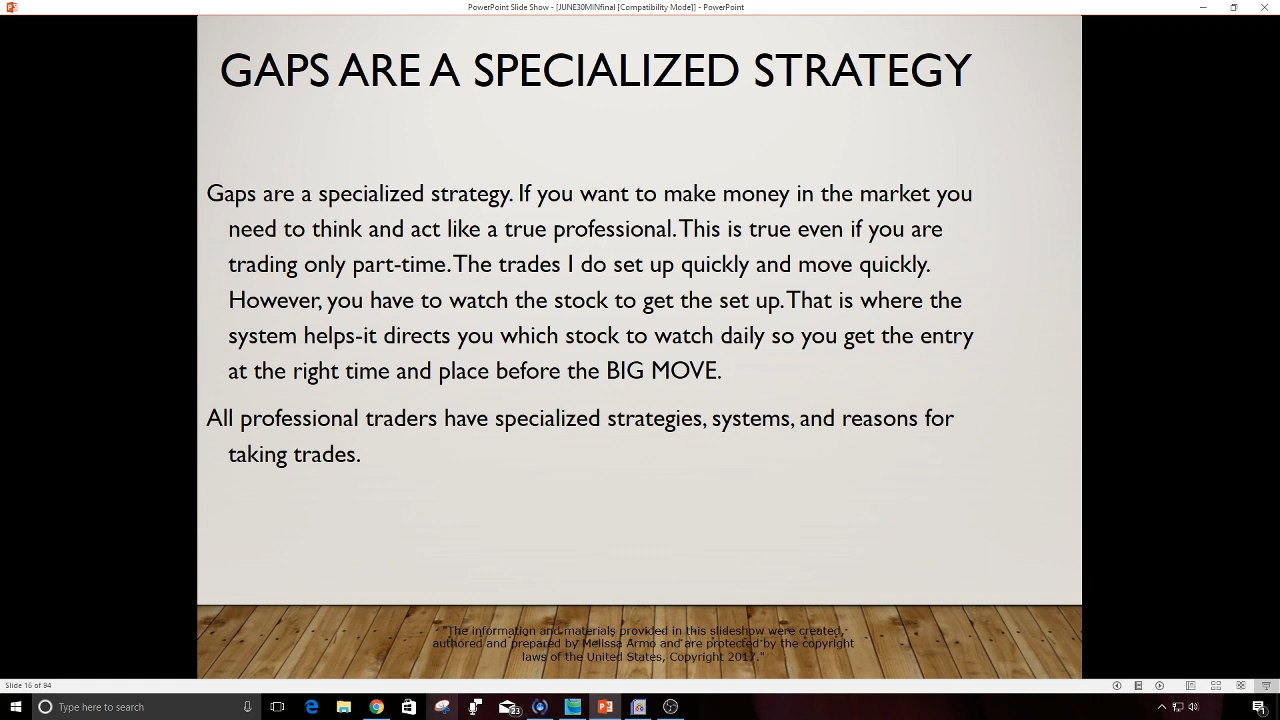 PowerPoint Slide Show - [JUNE30MINfinal [Compatibility Mode]] - PowerPoint
GAPS ARE A SPECIALIZED STRATEGY
Gaps are a specialized strategy. If you want to make money in the market you
need to think and act like a true professional. This is true even if you are
trading only part-time. The trades I do set up quickly and move quickly.
However, you have to watch the stock to get the set up. That is where the
system helps-it directs you which stock to watch daily so you get the entry
at the right time and place before the BIG MOVE.
All professional traders have specialized strategies, systems, and reasons for
taking trades.
"The information and materials provided in this slideshow were created,
authored and prepared by Melissa Armo and are protected by the copyright
laws of the United States, Copyright 2017."
Slide 16 of 94
Type here to search
23
1